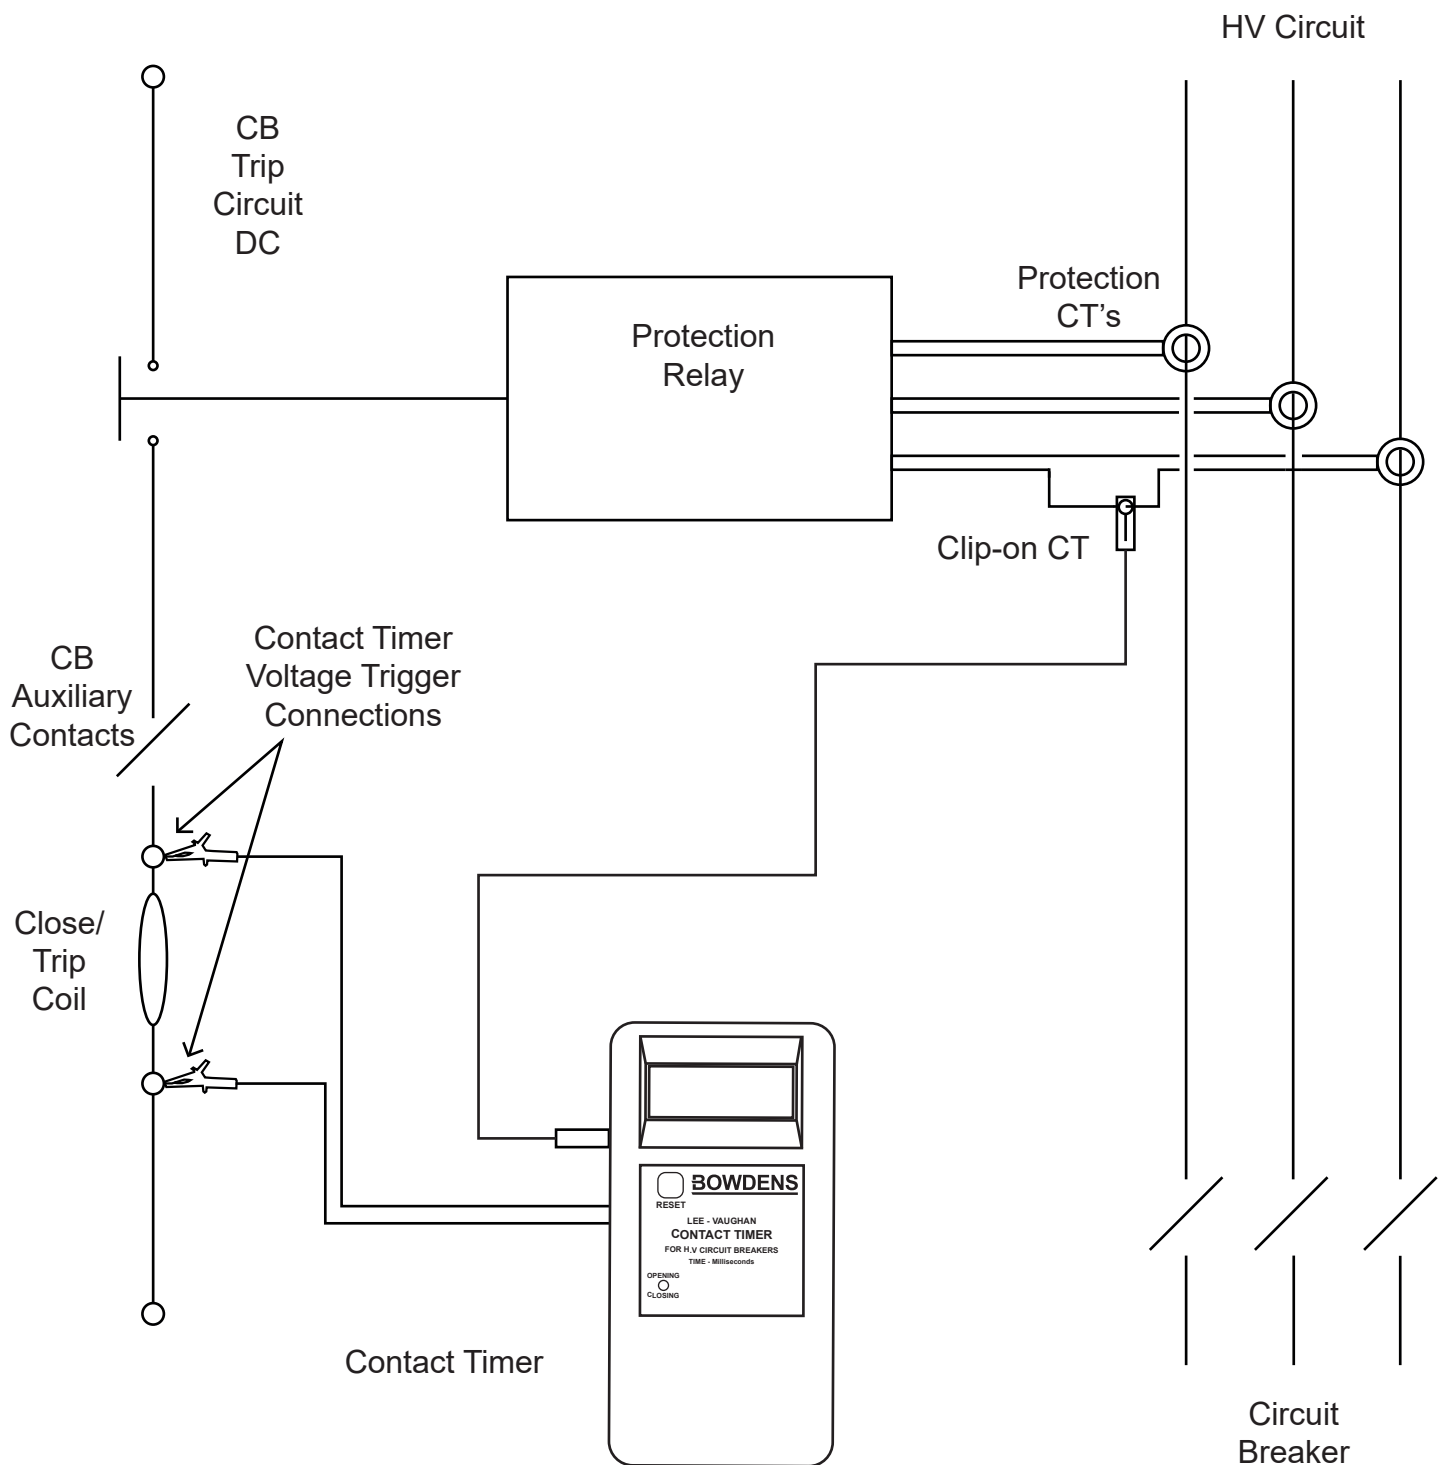 HV Circuit
CB
Trip
Circuit
DC
Protection
CT's
Protection
Relay
Clip-on CT
Contact Timer
Voltage Trigger
Connections
CB
Auxiliary
Contacts
Close/
Trip
Coil
BOWDENS
RESET
LEE - VAUGHAN
CONTACT TIMER
FOR H.V CIRCUIT BREAKERS
TIME - Milliseconds
OPENING
CLOSING
Contact Timer
Circuit
Breaker